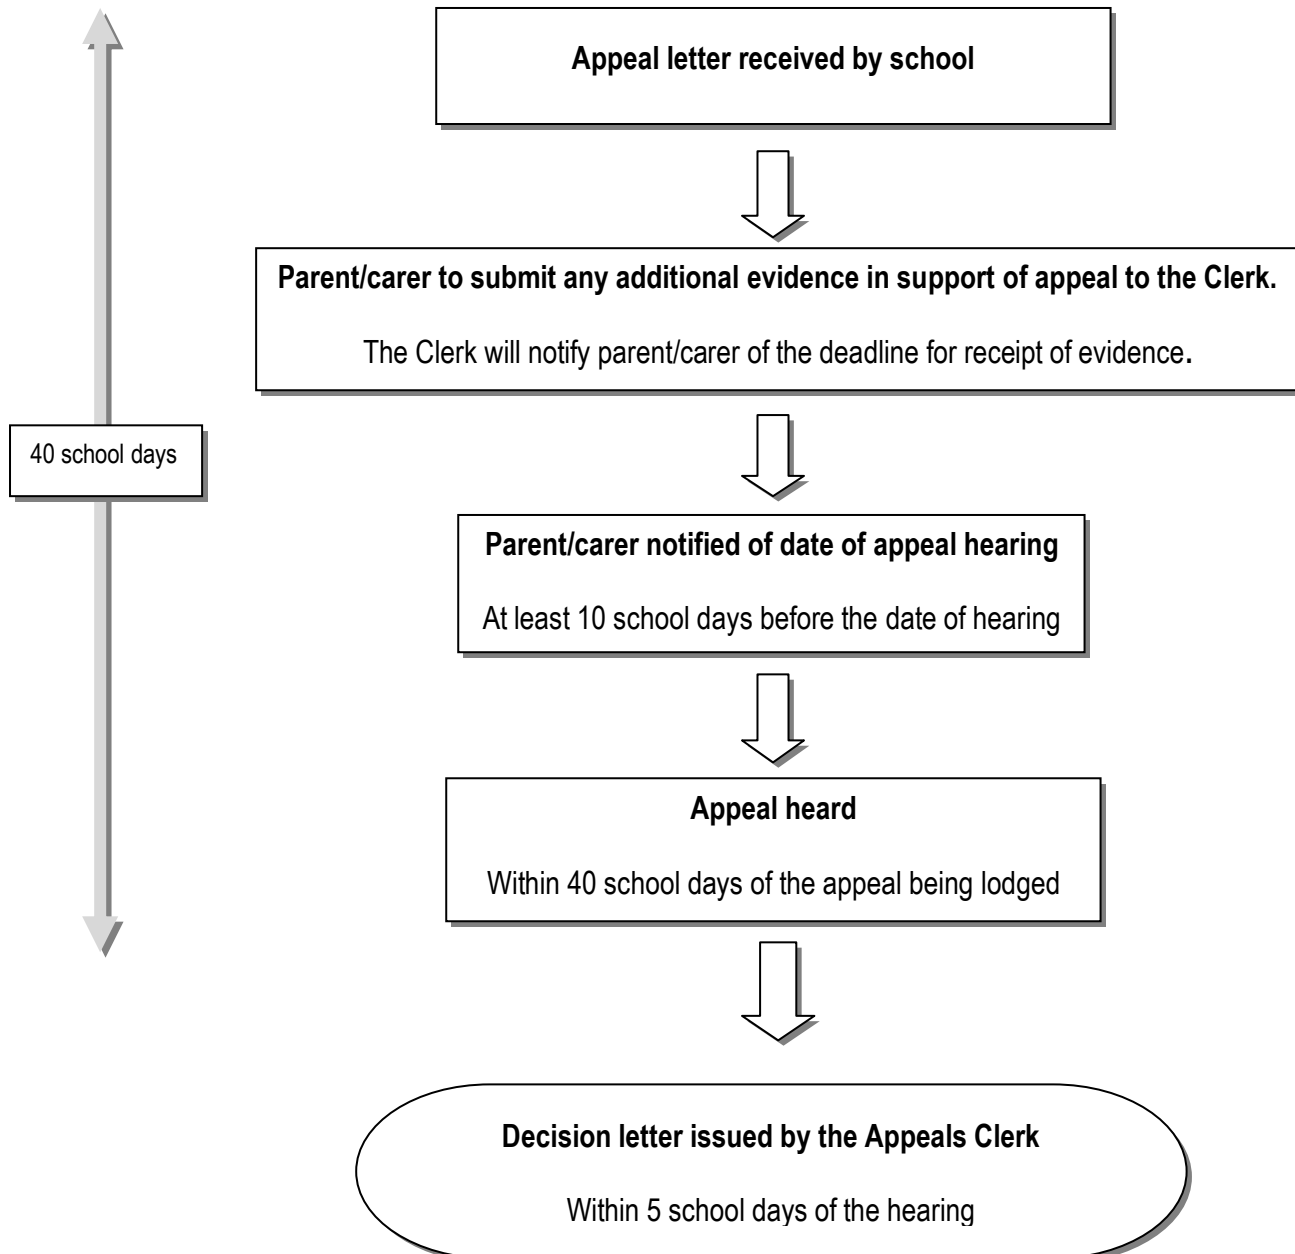 Appeal letter received by school
Parent/carer to submit any additional evidence in support of appeal to the Clerk.
The Clerk will notify parent/carer of the deadline for receipt of evidence.
40 school days
Parent/carer notified of date of appeal hearing
At least 10 school days before the date of hearing
Appeal heard
Within 40 school days of the appeal being lodged
Decision letter issued by the Appeals Clerk
Within 5 school days of the hearing